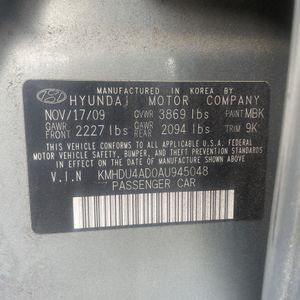 MANUFACTURED IN KOREA BY
HYUNDAI MOTOR COMPANY
NOV/17/09 GVWR 3869 lbs PAINT MBK
GAWR FRONT 2227 lbs GAWR REAR 2094 lbs TRIM 9K
THIS VEHICLE CONFORMS TO ALL APPLICABLE U.S.A. FEDERAL
MOTOR VEHICLE SAFETY, BUMPER, AND THEFT PREVENTION
STANDARDS IN EFFECT ON THE DATE OF MANUFACTURE SHOWN ABOVE.
V.I.N KMHDU4AD0AU945048
PASSENGER CAR